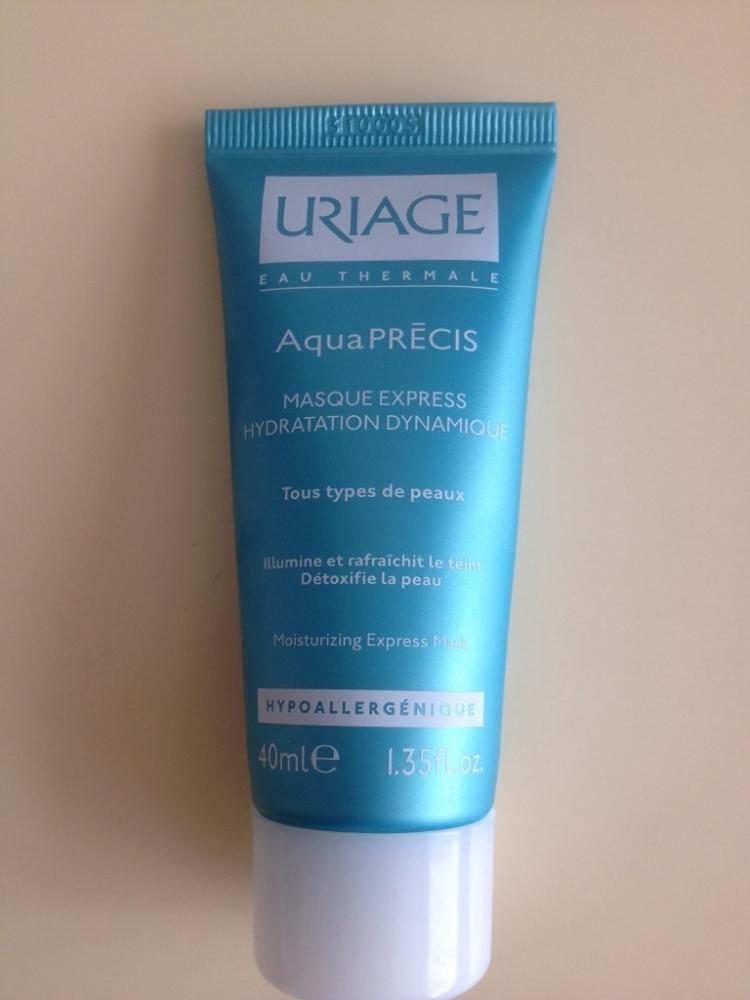 URIAGE
EAU THERMALE
AquaPRĒCIS
MASQUE EXPRESS
HYDRATATION DYNAMIQUE
Tous types de peaux
Illumine et rafraîchit le teint
Détoxifie la peau
Moisturizing Express Mask
HYPOALLERGÉNIQUE
40ml℮ 1.35fl.oz.